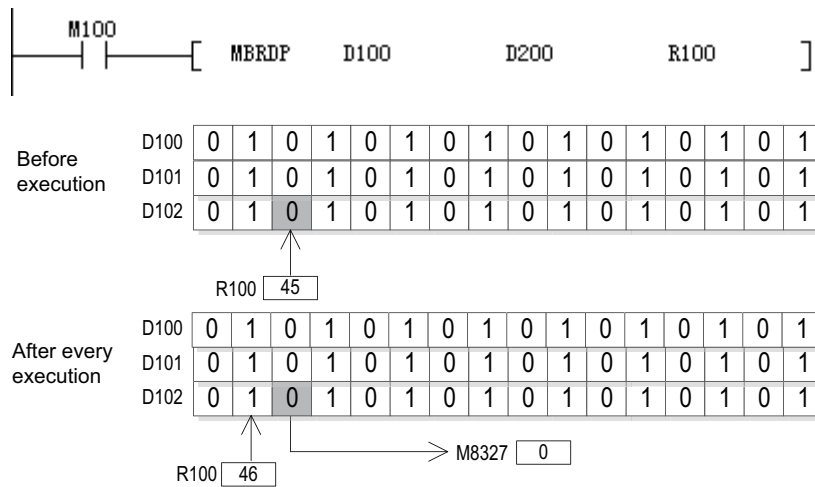 M100
[ MBRDP D100 D200 R100 ]
Before execution
D100 0 1 0 1 0 1 0 1 0 1 0 1 0 1 0 1
D101 0 1 0 1 0 1 0 1 0 1 0 1 0 1 0 1
D102 0 1 0 1 0 1 0 1 0 1 0 1 0 1 0 1
R100 45
After every execution
D100 0 1 0 1 0 1 0 1 0 1 0 1 0 1 0 1
D101 0 1 0 1 0 1 0 1 0 1 0 1 0 1 0 1
D102 0 1 0 1 0 1 0 1 0 1 0 1 0 1 0 1
M8327 0
R100 46